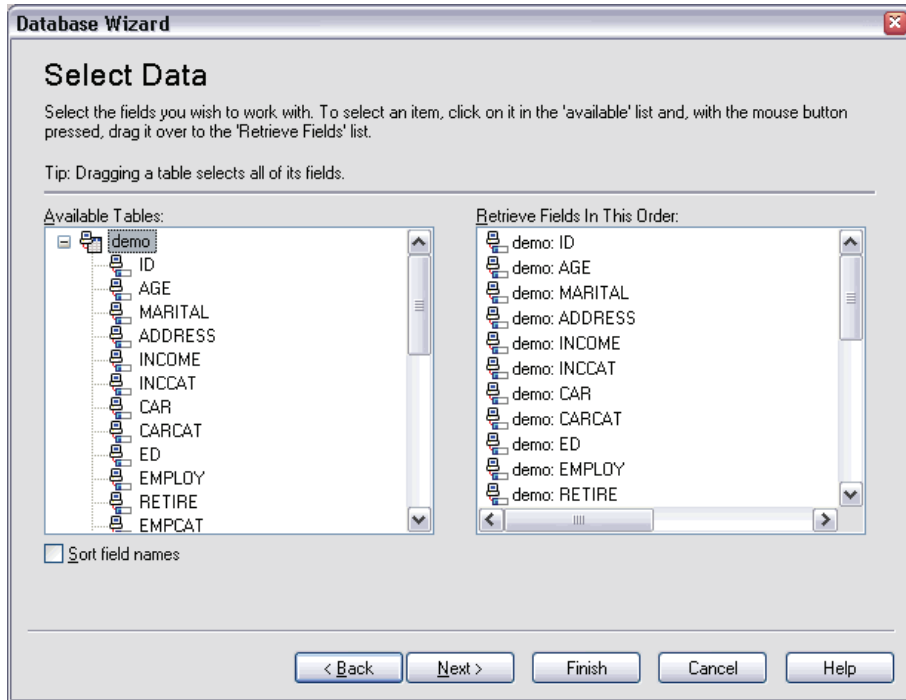 Database Wizard
Select Data
Select the fields you wish to work with. To select an item, click on it in the 'available' list and, with the mouse button
pressed, drag it over to the 'Retrieve Fields' list.
Tip: Dragging a table selects all of its fields.
Available Tables:
demo
ID
AGE
MARITAL
ADDRESS
INCOME
INCCAT
CAR
CARCAT
ED
EMPLOY
RETIRE
EMPCAT
Sort field names
Retrieve Fields In This Order:
demo: ID
demo: AGE
demo: MARITAL
demo: ADDRESS
demo: INCOME
demo: INCCAT
demo: CAR
demo: CARCAT
demo: ED
demo: EMPLOY
demo: RETIRE
< Back
Next >
Finish
Cancel
Help